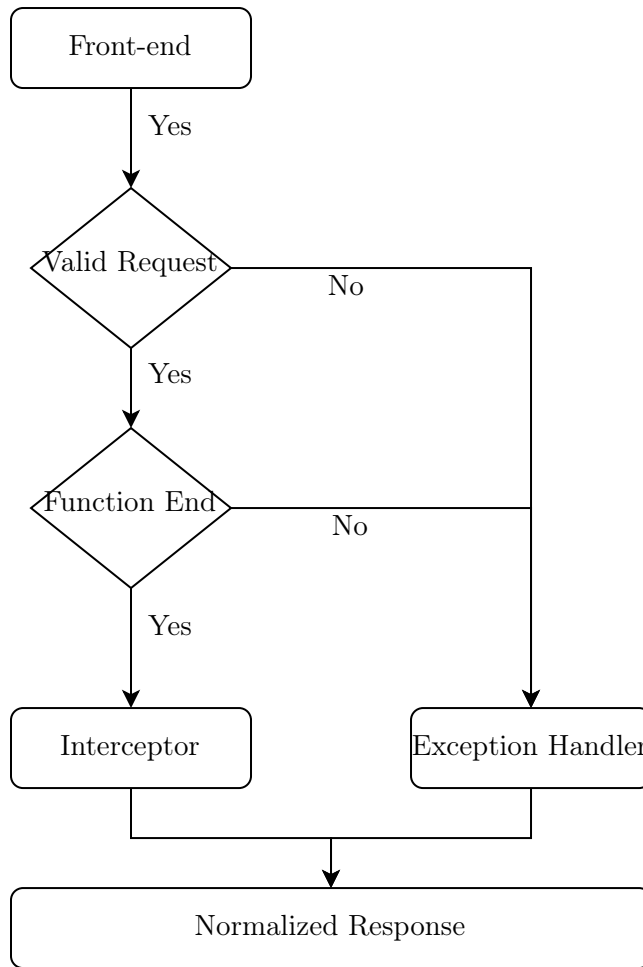 Front-end
Yes
Valid Request
No
Yes
Function End
No
Yes
Interceptor
Exception Handler
Normalized Response